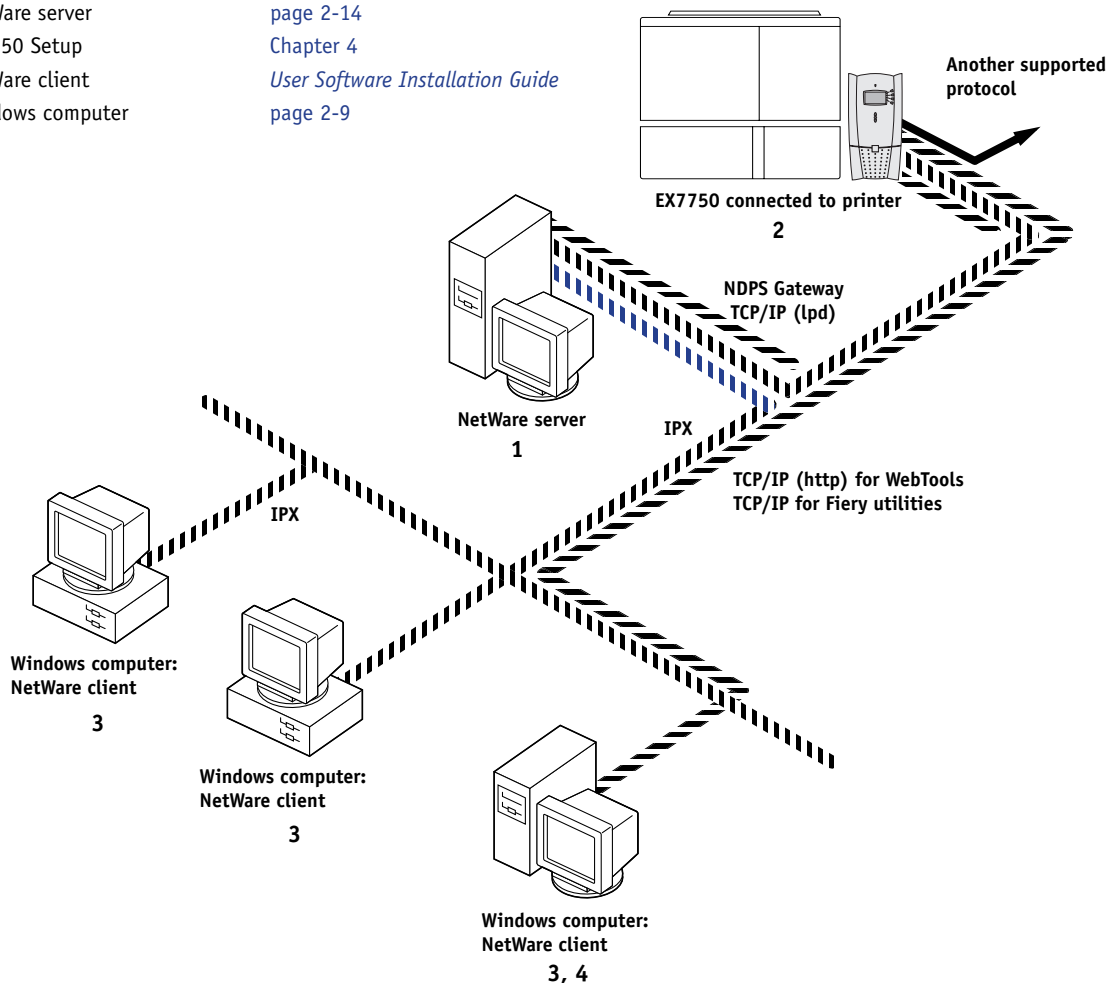 are server page 2-14
50 Setup Chapter 4
are client User Software Installation Guide
ows computer page 2-9
Another supported
protocol
EX7750 connected to printer
2
NDPS Gateway
TCP/IP (lpd)
NetWare server
1
IPX
TCP/IP (http) for WebTools
TCP/IP for Fiery utilities
IPX
Windows computer:
NetWare client
3
Windows computer:
NetWare client
3
Windows computer:
NetWare client
3, 4